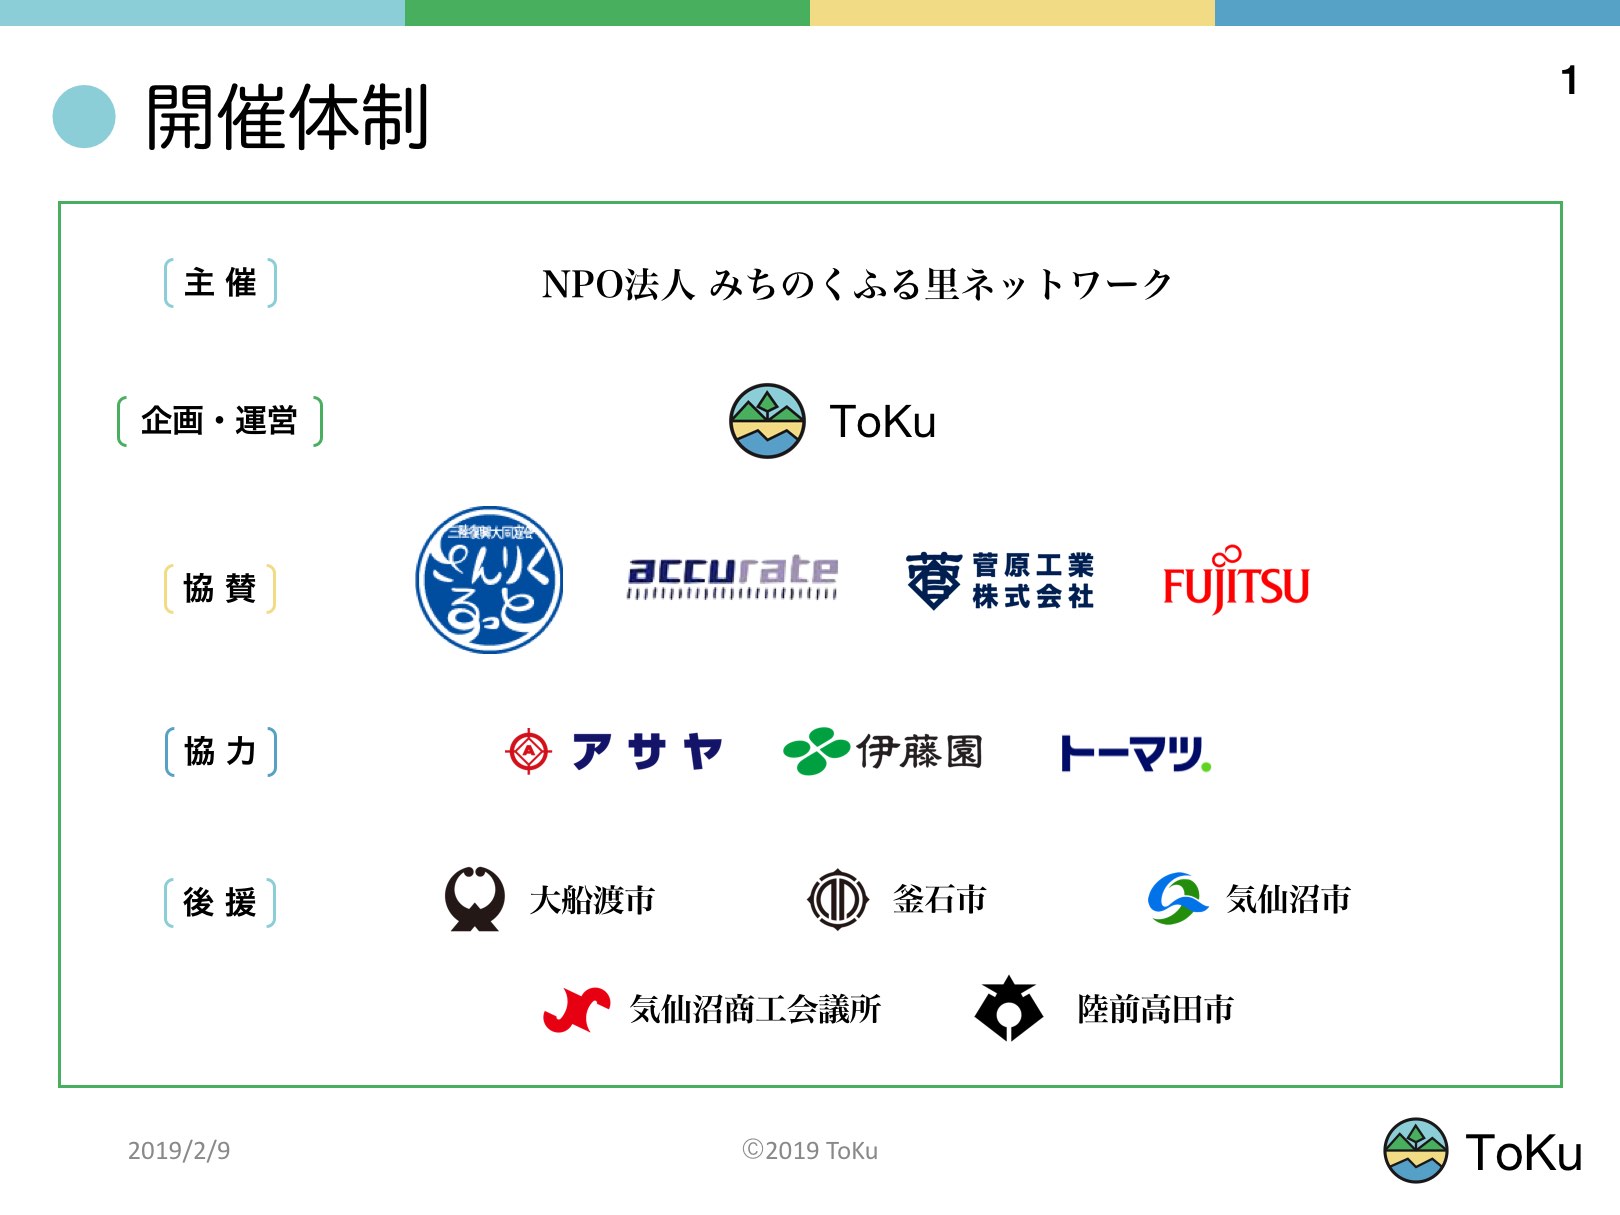 1
開催体制
主催
NPO法人 みちのくふる里ネットワーク
企画・運営
ToKu
協賛
三陸復興大同窓会
さんりく
るっと
accurate
菅原工業
株式会社
FUJITSU
協力
アサヤ
伊藤園
トーマツ.
後援
大船渡市
釜石市
気仙沼市
気仙沼商工会議所
陸前高田市
2019/2/9
©2019 ToKu
ToKu